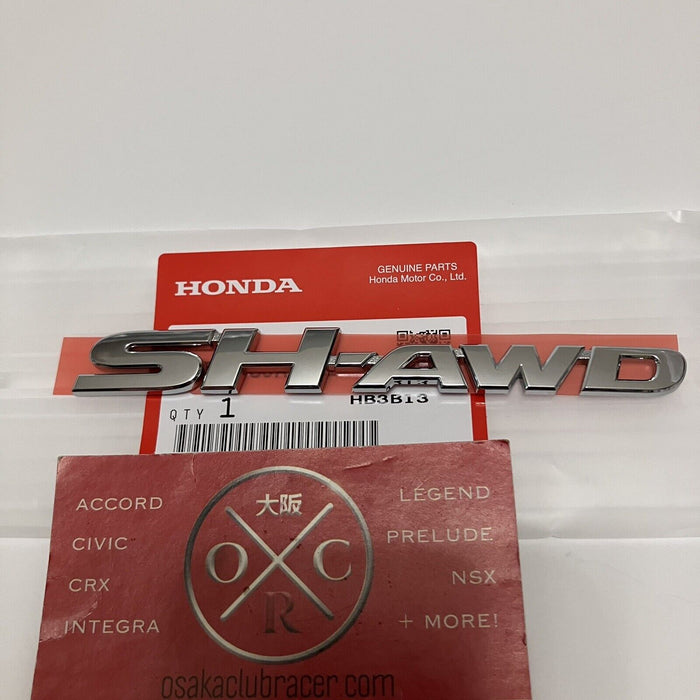 HONDA
GENUINE PARTS
Honda Motor Co., Ltd.
SH-AWD
QTY 1
HB3B13
大阪
O C
R
ACCORD
CIVIC
CRX
INTEGRA
LEGEND
PRELUDE
NSX
+ MORE!
osakaclubracer.com